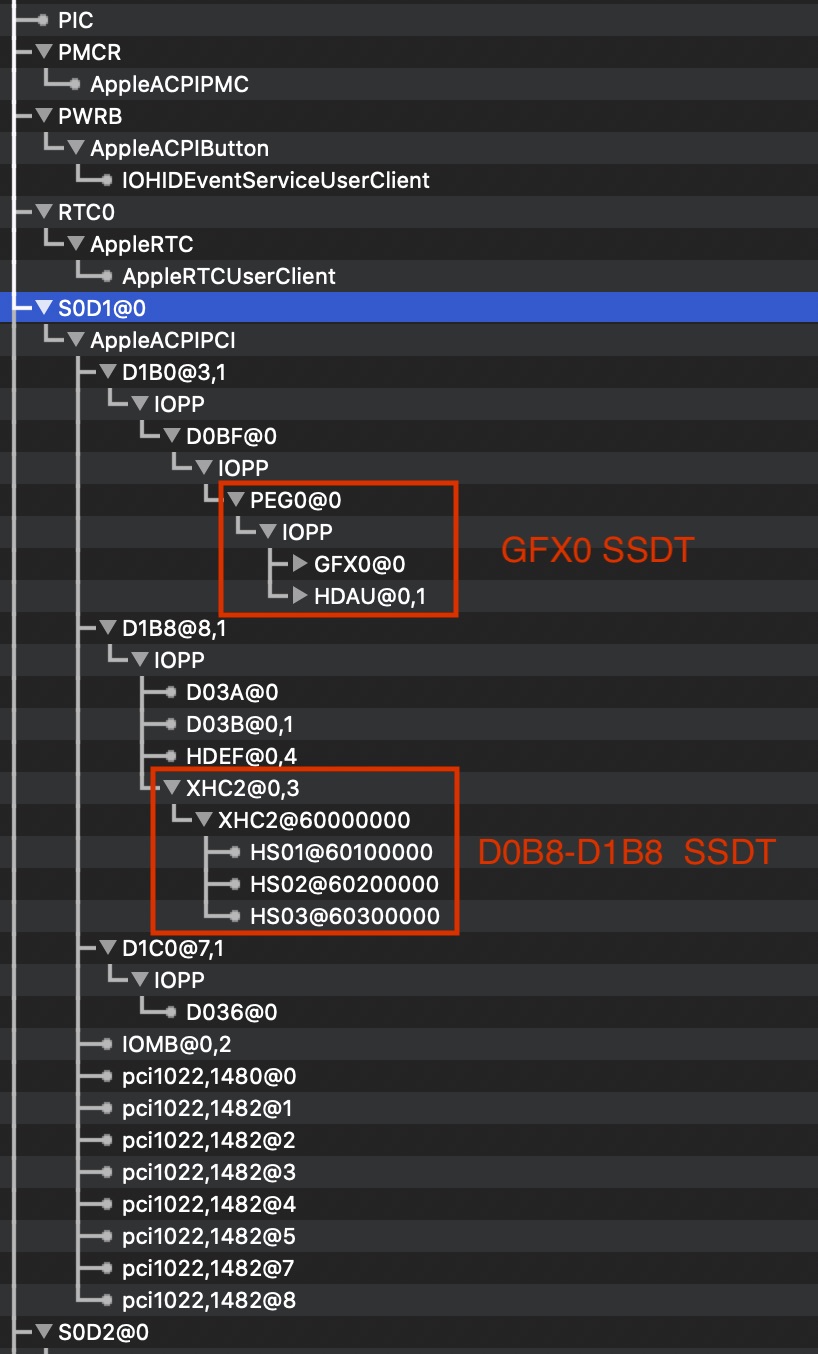 PIC
PMCR
AppleACPIPMC
PWRB
AppleACPIButton
IOHIDEventServiceUserClient
RTC0
AppleRTC
AppleRTCUserClient
S0D1@0
AppleACPIPCI
D1B0@3,1
IOPP
D0BF@0
IOPP
PEG0@0
IOPP
GFX0 SSDT
GFX0@0
HDAU@0,1
D1B8@8,1
IOPP
D03A@0
D03B@0,1
HDEF@0,4
XHC2@0,3
XHC2@60000000
HS01@60100000
D0B8-D1B8 SSDT
HS02@60200000
HS03@60300000
D1C0@7,1
IOPP
D036@0
IOMB@0,2
pci1022,1480@0
pci1022,1482@1
pci1022,1482@2
pci1022,1482@3
pci1022,1482@4
pci1022,1482@5
pci1022,1482@7
pci1022,1482@8
S0D2@0